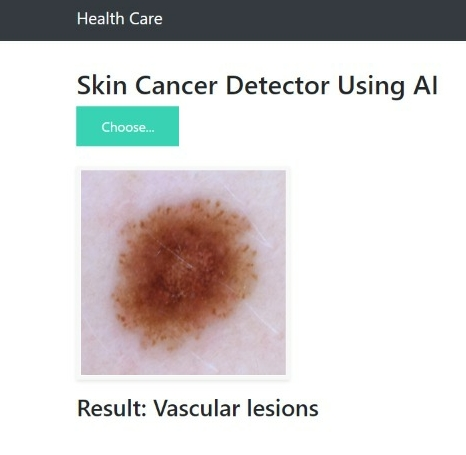 Health Care
Skin Cancer Detector Using AI
Choose...
Result: Vascular lesions